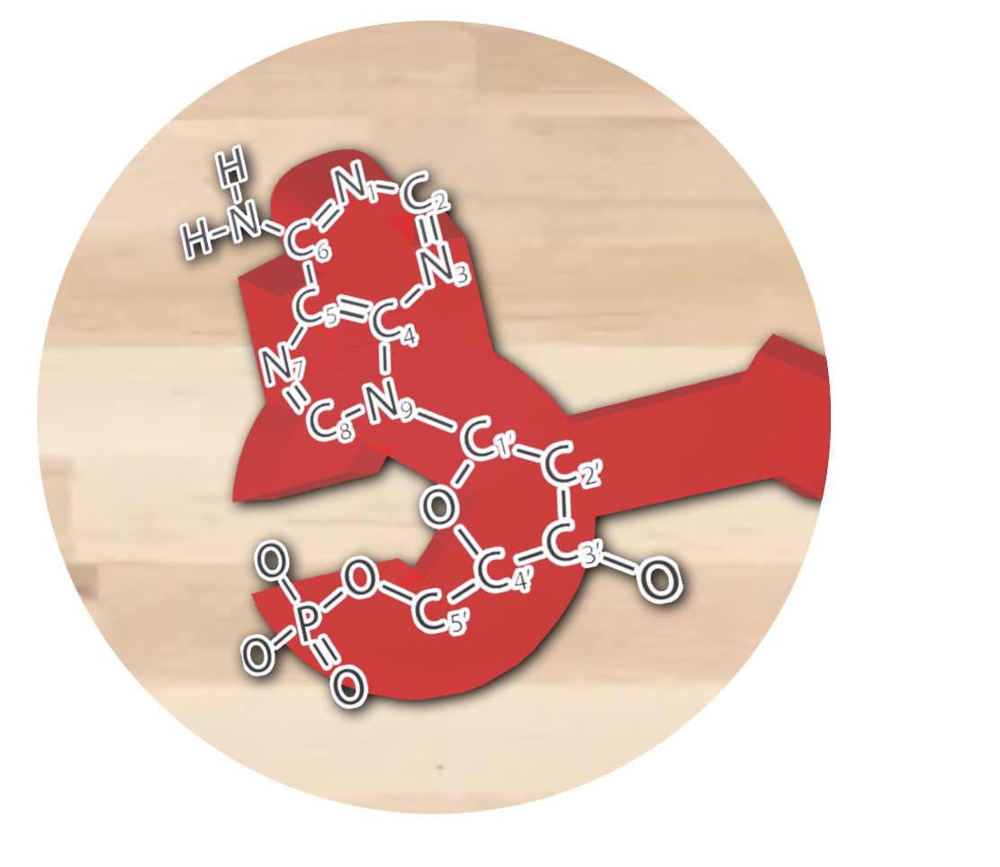 H
H N
N1 C2
C6
N3
C5 C4
N7
C8 N9
C1' C2'
O
C3'
C4' O
O O
C5'
P
O
O